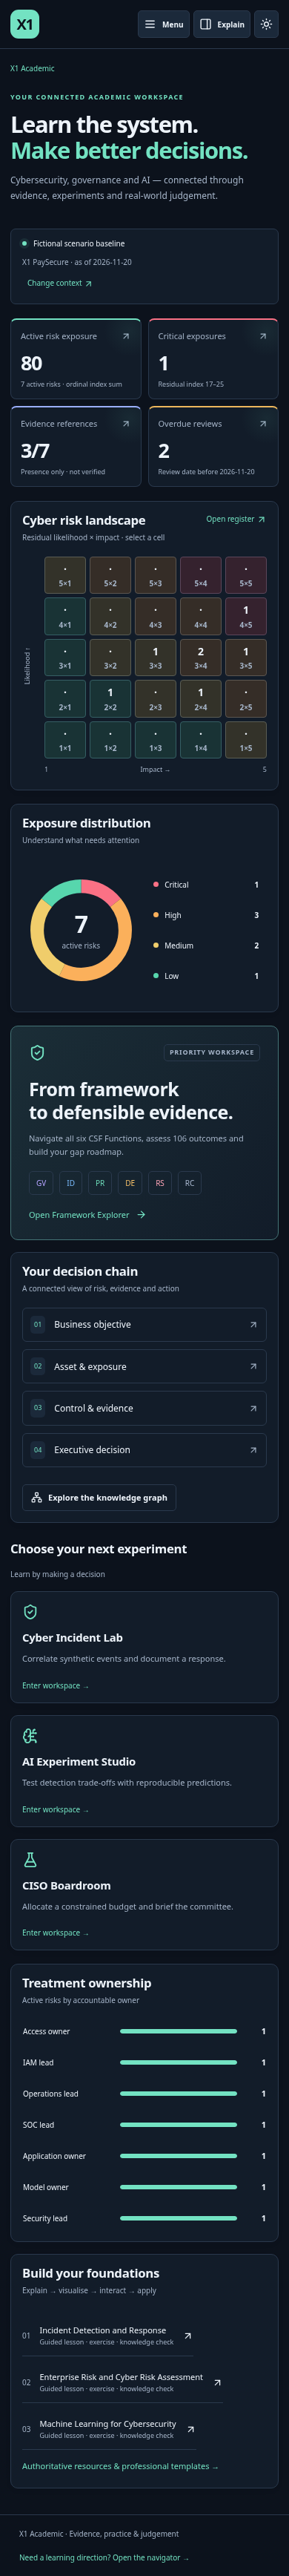 X1
Menu
Explain
X1 Academic
YOUR CONNECTED ACADEMIC WORKSPACE
Learn the system.
Make better decisions.
Cybersecurity, governance and AI — connected through
evidence, experiments and real-world judgement.
Fictional scenario baseline
X1 PaySecure · as of 2026-11-20
Change context
Active risk exposure
80
7 active risks · ordinal index sum
Critical exposures
1
Residual index 17–25
Evidence references
3/7
Presence only · not verified
Overdue reviews
2
Review date before 2026-11-20
Cyber risk landscape
Open register
Residual likelihood × impact · select a cell
Likelihood ↑
· · · · ·
5×1 5×2 5×3 5×4 5×5
· · · · 1
4×1 4×2 4×3 4×4 4×5
· · 1 2 1
3×1 3×2 3×3 3×4 3×5
· 1 · 1 ·
2×1 2×2 2×3 2×4 2×5
· · · · ·
1×1 1×2 1×3 1×4 1×5
1 Impact → 5
Exposure distribution
Understand what needs attention
7
active risks
Critical 1
High 3
Medium 2
Low 1
PRIORITY WORKSPACE
From framework
to defensible evidence.
Navigate all six CSF Functions, assess 106 outcomes and
build your gap roadmap.
GV ID PR DE RS RC
Open Framework Explorer
Your decision chain
A connected view of risk, evidence and action
01 Business objective
02 Asset & exposure
03 Control & evidence
04 Executive decision
Explore the knowledge graph
Choose your next experiment
Learn by making a decision
Cyber Incident Lab
Correlate synthetic events and document a response.
Enter workspace →
AI Experiment Studio
Test detection trade-offs with reproducible predictions.
Enter workspace →
CISO Boardroom
Allocate a constrained budget and brief the committee.
Enter workspace →
Treatment ownership
Active risks by accountable owner
Access owner 1
IAM lead 1
Operations lead 1
SOC lead 1
Application owner 1
Model owner 1
Security lead 1
Build your foundations
Explain → visualise → interact → apply
01 Incident Detection and Response
Guided lesson · exercise · knowledge check
02 Enterprise Risk and Cyber Risk Assessment
Guided lesson · exercise · knowledge check
03 Machine Learning for Cybersecurity
Guided lesson · exercise · knowledge check
Authoritative resources & professional templates →
X1 Academic · Evidence, practice & judgement
Need a learning direction? Open the navigator →